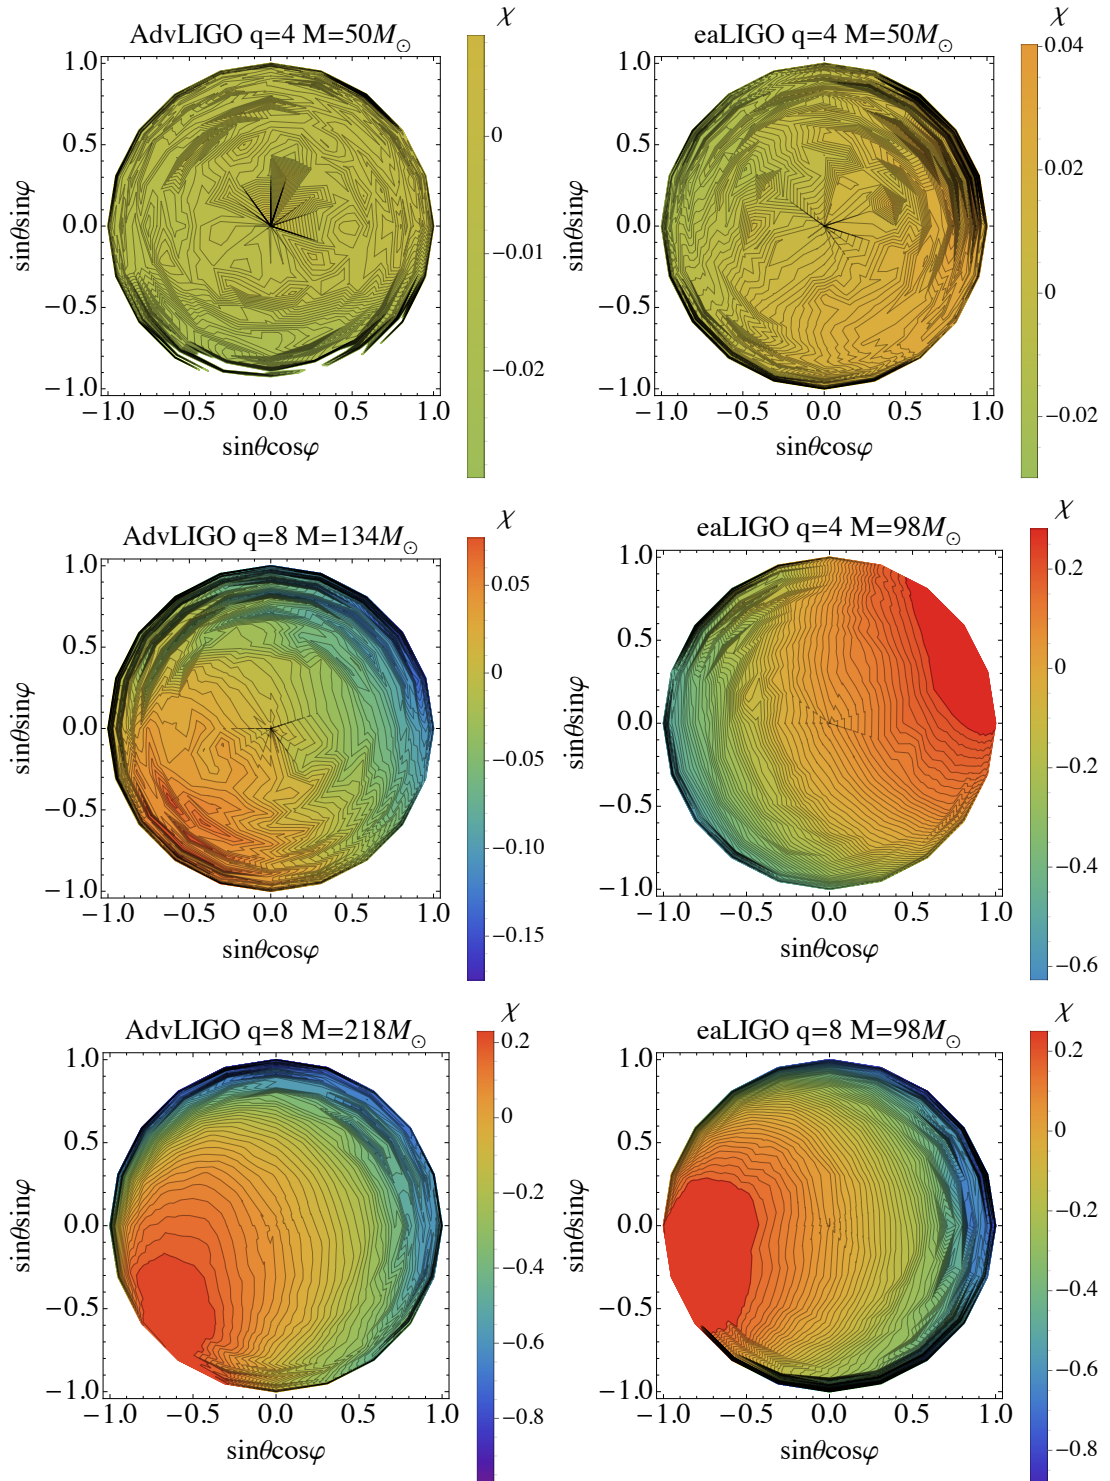 AdvLIGO q=4 M=50M⊙
χ
1.0
0.5
0.0
−0.5
−1.0
sinθsinφ
−1.0 −0.5 0.0 0.5 1.0
sinθcosφ
0
−0.01
−0.02
eaLIGO q=4 M=50M⊙
χ
1.0
0.5
0.0
−0.5
−1.0
sinθsinφ
−1.0 −0.5 0.0 0.5 1.0
sinθcosφ
0.04
0.02
0
−0.02
AdvLIGO q=8 M=134M⊙
χ
1.0
0.5
0.0
−0.5
−1.0
sinθsinφ
−1.0 −0.5 0.0 0.5 1.0
sinθcosφ
0.05
0
−0.05
−0.10
−0.15
eaLIGO q=4 M=98M⊙
χ
1.0
0.5
0.0
−0.5
−1.0
sinθsinφ
−1.0 −0.5 0.0 0.5 1.0
sinθcosφ
0.2
0
−0.2
−0.4
−0.6
AdvLIGO q=8 M=218M⊙
χ
1.0
0.5
0.0
−0.5
−1.0
sinθsinφ
−1.0 −0.5 0.0 0.5 1.0
sinθcosφ
0.2
0
−0.2
−0.4
−0.6
−0.8
eaLIGO q=8 M=98M⊙
χ
1.0
0.5
0.0
−0.5
−1.0
sinθsinφ
−1.0 −0.5 0.0 0.5 1.0
sinθcosφ
0.2
0
−0.2
−0.4
−0.6
−0.8